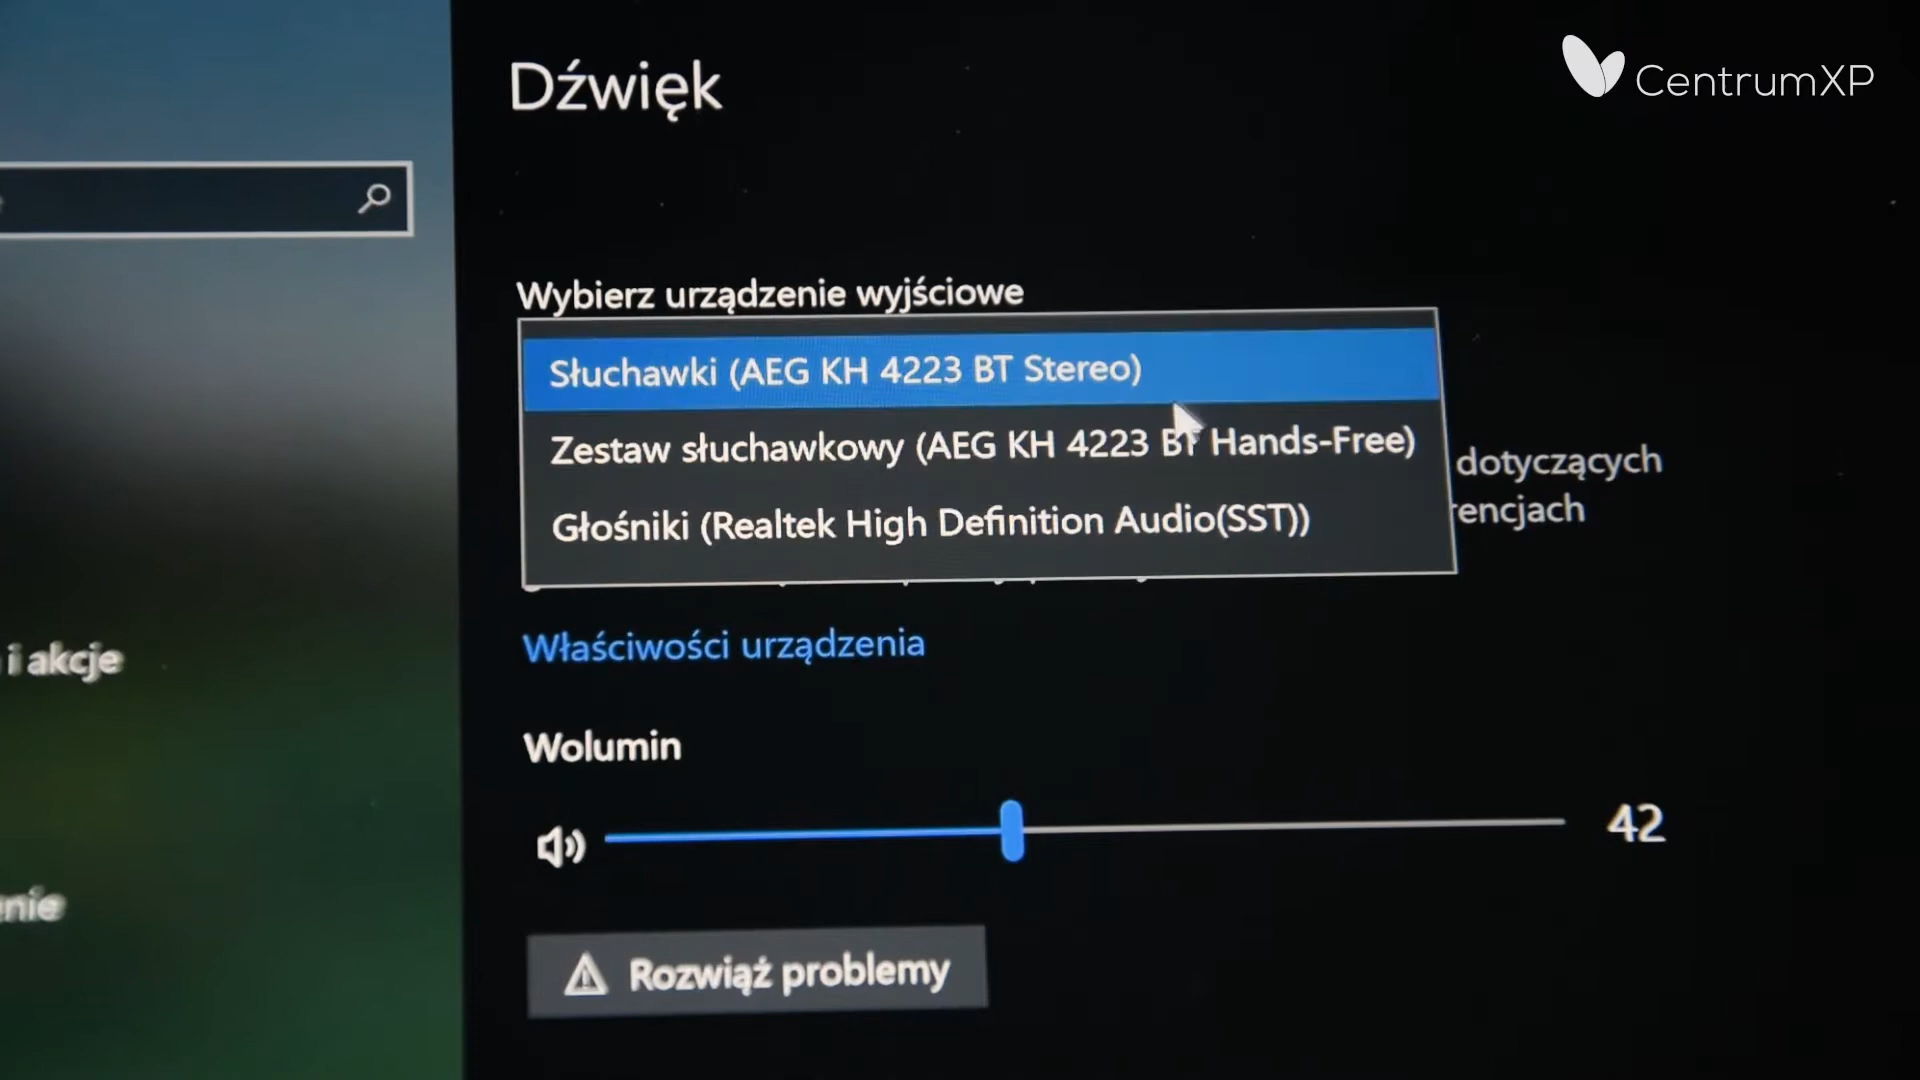 Dźwięk
CentrumXP
Wybierz urządzenie wyjściowe
Słuchawki (AEG KH 4223 BT Stereo)
Zestaw słuchawkowy (AEG KH 4223 BT Hands-Free)
Głośniki (Realtek High Definition Audio(SST))
dotyczących
encjach
Właściwości urządzenia
i akcje
Wolumin
42
nie
Rozwiąż problemy